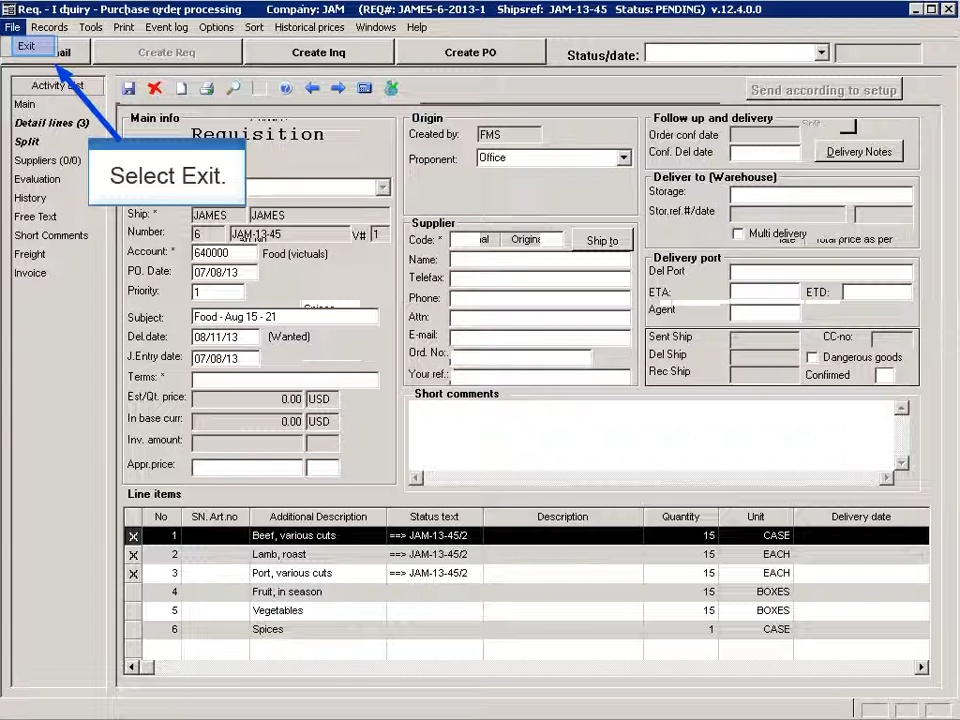 Req. - I dquiry - Purchase order processing Company: JAM (REQ#: JAMES-6-2013-1 Shipsref: JAM-13-45 Status: PENDING) v.12.4.0.0
File Records Tools Print Event log Options Sort Historical prices Windows Help
Exit
ail Create Req Create Inq Create PO Status/date:
Activity List
Send according to setup
Main
Detail lines (3)
Split
Suppliers (0/0)
Evaluation
History
Free Text
Short Comments
Freight
Invoice
Select Exit.
Main info
Requisition
Ship: * JAMES JAMES
Number: 6 JAM-13-45 V# 1
Account: * 640000 Food (victuals)
PO. Date: 07/08/13
Priority: 1
Subject: Food - Aug 15 - 21
Del.date: 08/11/13 (Wanted)
J.Entry date: 07/08/13
Terms: *
Est/Qt. price: 0.00 USD
In base curr: 0.00 USD
Inv. amount:
Appr.price:
Origin
Created by: FMS
Proponent: Office
Supplier
Code: * Ship to
Name:
Telefax:
Phone:
Attn:
E-mail:
Ord. No.:
Your ref.:
Follow up and delivery
Order conf date
Conf. Del date Delivery Notes
Deliver to (Warehouse)
Storage:
Stor.ref.#/date
Multi delivery
Delivery port
Del Port
ETA: ETD:
Agent
Sent Ship CC-no:
Del Ship Dangerous goods
Rec Ship Confirmed
Short comments
Line items
No SN. Art.no Additional Description Status text Description Quantity Unit Delivery date
1 Beef, various cuts ==> JAM-13-45/2 15 CASE
2 Lamb, roast ==> JAM-13-45/2 15 EACH
3 Port, various cuts ==> JAM-13-45/2 15 EACH
4 Fruit, in season 15 BOXES
5 Vegetables 15 BOXES
6 Spices 1 CASE